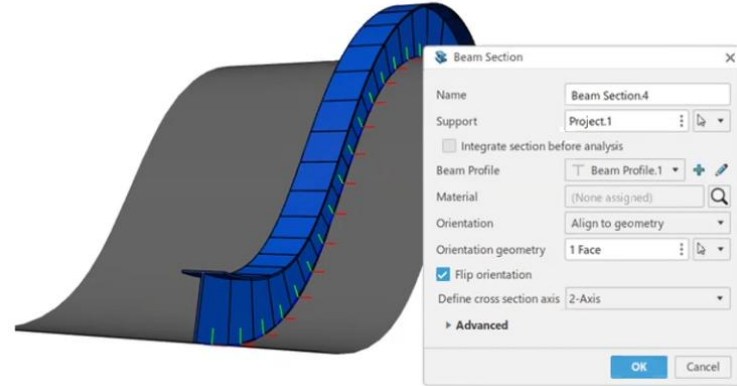 Beam Section
Name Beam Section.4
Support Project.1
Integrate section before analysis
Beam Profile Beam Profile.1
Material (None assigned)
Orientation Align to geometry
Orientation geometry 1 Face
Flip orientation
Define cross section axis 2-Axis
Advanced
OK Cancel